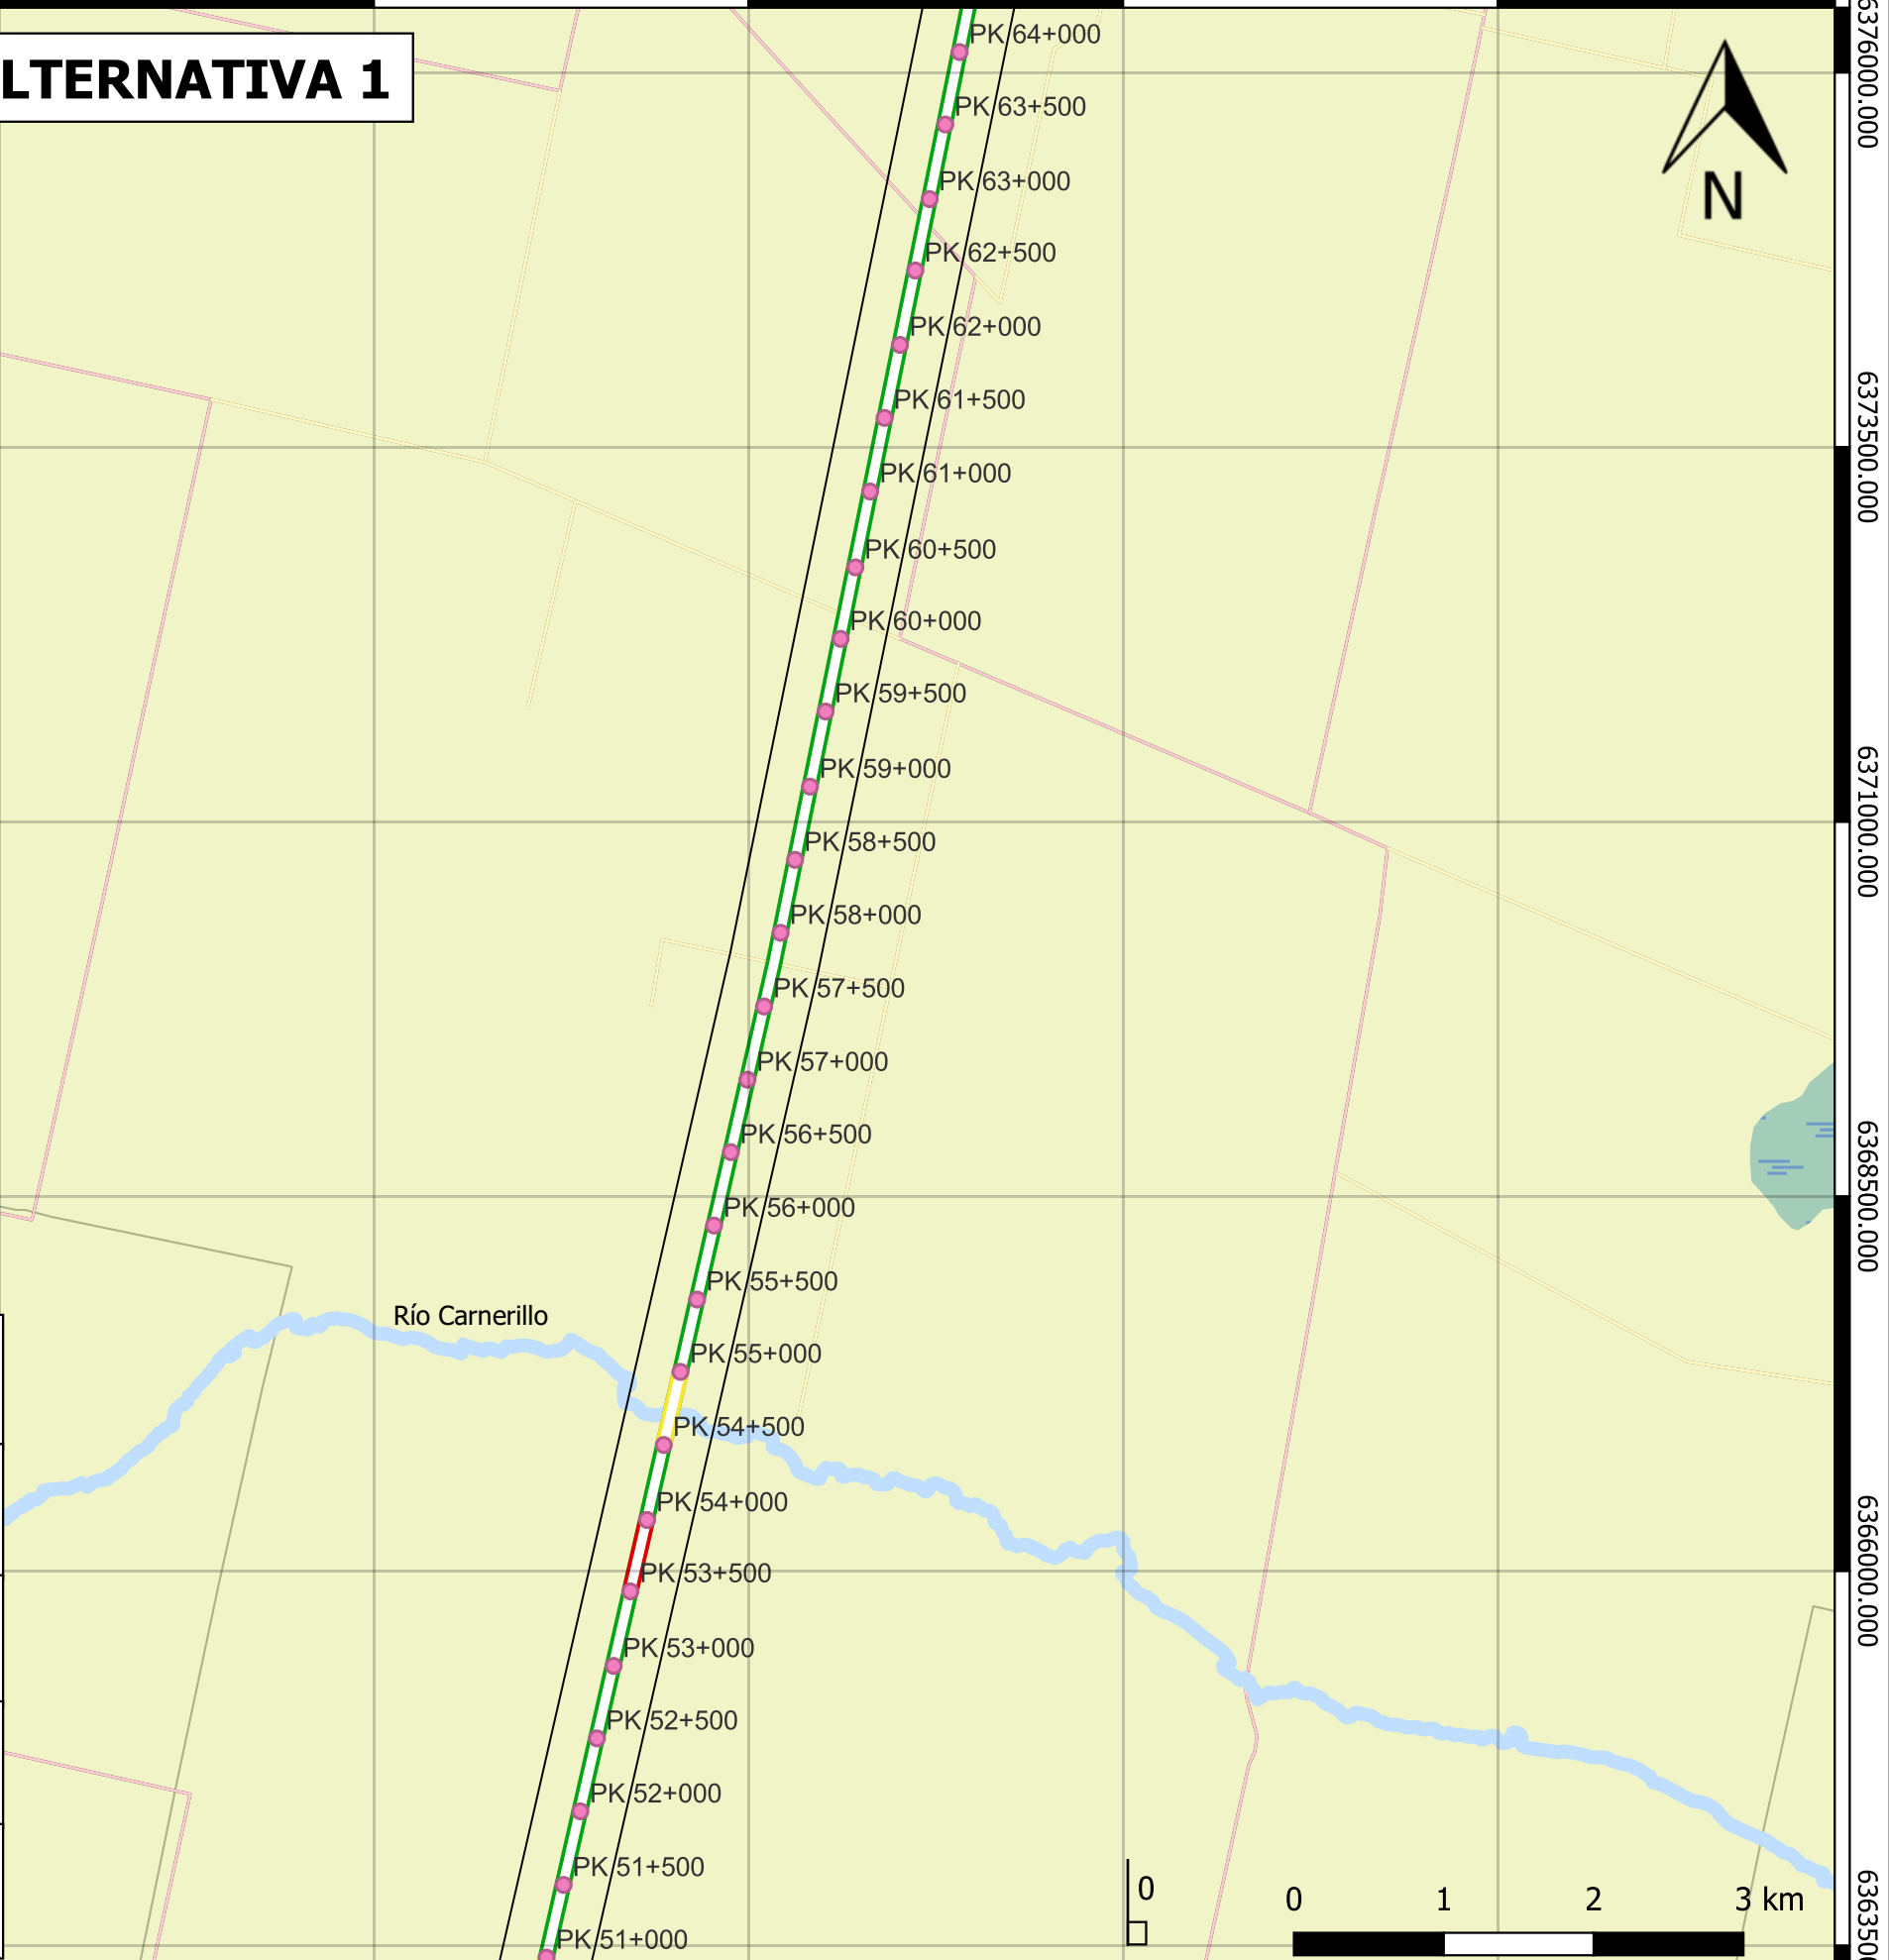 LTERNATIVA 1
PK 64+000
PK 63+500
PK 63+000
PK 62+500
PK 62+000
PK 61+500
PK 61+000
PK 60+500
PK 60+000
PK 59+500
PK 59+000
PK 58+500
PK 58+000
PK 57+500
PK 57+000
PK 56+500
PK 56+000
PK 55+500
Río Carnerillo
PK 55+000
PK 54+500
PK 54+000
PK 53+500
PK 53+000
PK 52+500
PK 52+000
PK 51+500
PK 51+000
N
6376000.000
6373500.000
6371000.000
6368500.000
6366000.000
636350
0
0 1 2 3 km